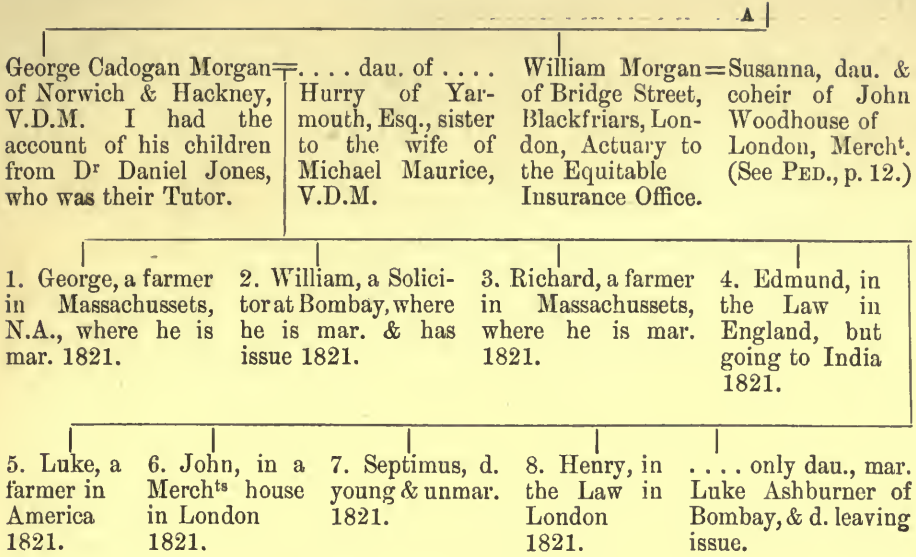 A
George Cadogan Morgan=
of Norwich & Hackney,
V.D.M. I had the
account of his children
from Dr Daniel Jones,
who was their Tutor.
. . . . dau. of . . . .
Hurry of Yar-
mouth, Esq., sister
to the wife of
Michael Maurice,
V.D.M.
William Morgan=
of Bridge Street,
Blackfriars, Lon-
don, Actuary to
the Equitable
Insurance Office.
Susanna, dau. &
coheir of John
Woodhouse of
London, Mercht.
(See PED., p. 12.)
1. George, a farmer
in Massachussets,
N.A., where he is
mar. 1821.
2. William, a Solici-
tor at Bombay, where
he is mar. & has
issue 1821.
3. Richard, a farmer
in Massachussets,
where he is mar.
1821.
4. Edmund, in
the Law in
England, but
going to India
1821.
5. Luke, a
farmer in
America
1821.
6. John, in a
Merchts house
in London
1821.
7. Septimus, d.
young & unmar.
1821.
8. Henry, in
the Law in
London
1821.
. . . . only dau., mar.
Luke Ashburner of
Bombay, & d. leaving
issue.